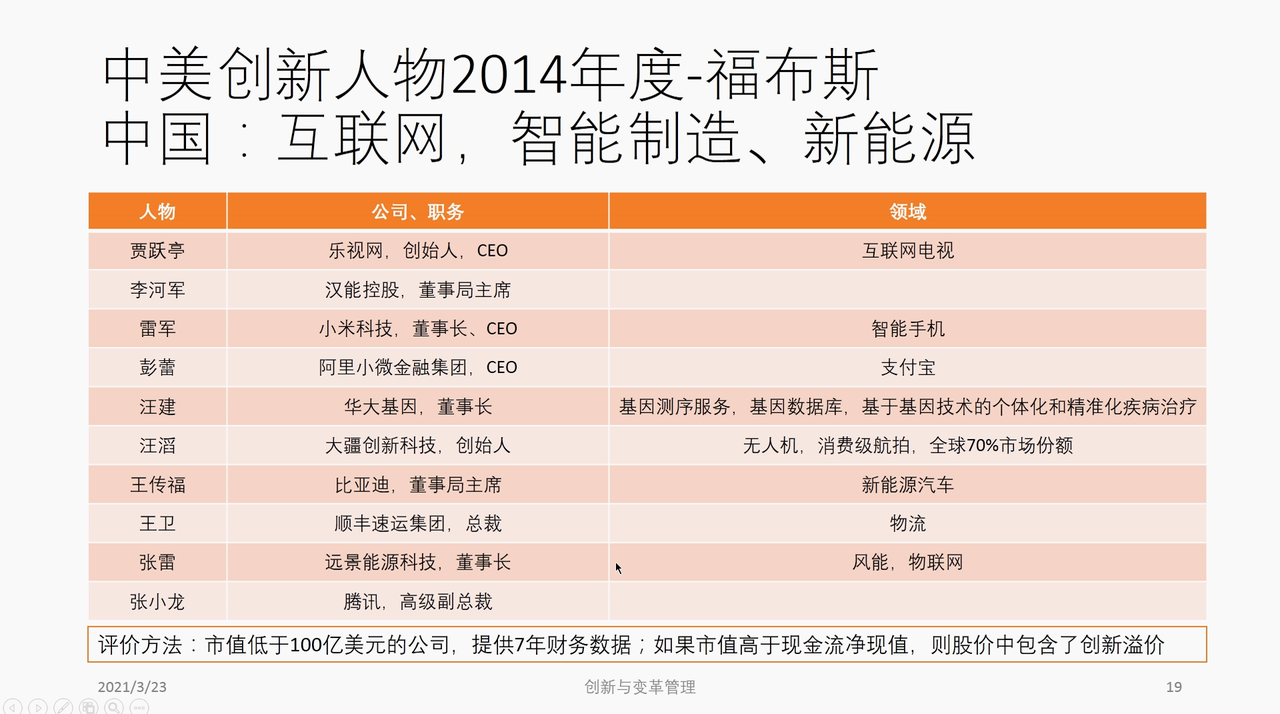 中美创新人物2014年度-福布斯
中国：互联网，智能制造、新能源
人物 公司、职务 领域
贾跃亭 乐视网，创始人，CEO 互联网电视
李河军 汉能控股，董事局主席
雷军 小米科技，董事长、CEO 智能手机
彭蕾 阿里小微金融集团，CEO 支付宝
汪建 华大基因，董事长 基因测序服务，基因数据库，基于基因技术的个体化和精准化疾病治疗
汪滔 大疆创新科技，创始人 无人机，消费级航拍，全球70%市场份额
王传福 比亚迪，董事局主席 新能源汽车
王卫 顺丰速运集团，总裁 物流
张雷 远景能源科技，董事长 风能，物联网
张小龙 腾讯，高级副总裁
评价方法：市值低于100亿美元的公司，提供7年财务数据；如果市值高于现金流净现值，则股价中包含了创新溢价
2021/3/23 创新与变革管理 19